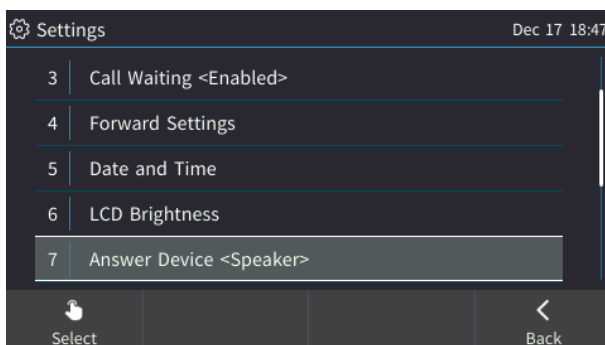 Settings Dec 17 18:47
3 Call Waiting <Enabled>
4 Forward Settings
5 Date and Time
6 LCD Brightness
7 Answer Device <Speaker>
Select Back